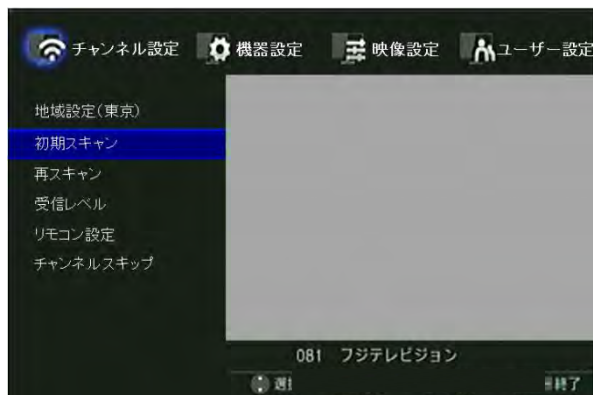 チャンネル設定 機器設定 映像設定 ユーザー設定
地域設定(東京)
初期スキャン
再スキャン
受信レベル
リモコン設定
チャンネルスキップ
081 フジテレビジョン
終了